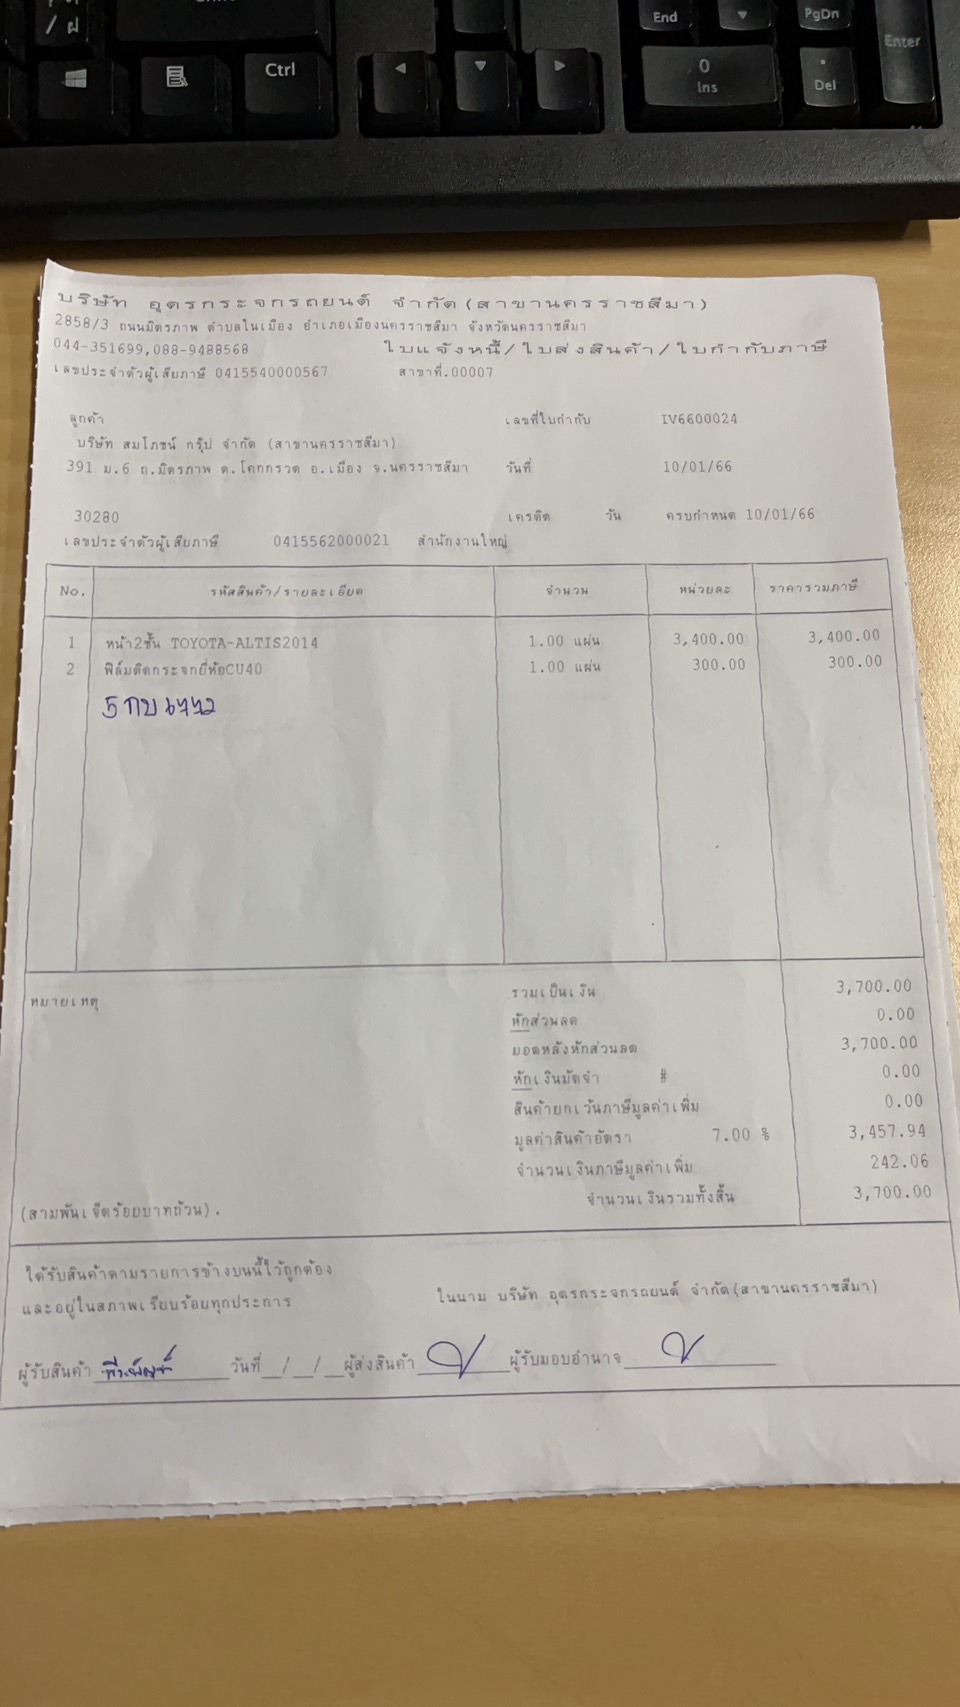 / ฝ
Ctrl
End
PgDn
Enter
0
Ins
Del
บริษัท อุดรกระจกรถยนต์ จำกัด(สาขานครราชสีมา)
2858/3 ถนนมิตรภาพ ตำบลในเมือง อำเภอเมืองนครราชสีมา จังหวัดนครราชสีมา
044-351699,088-9488568 ใบแจ้งหนี้/ใบส่งสินค้า/ใบกำกับภาษี
เลขประจำตัวผู้เสียภาษี 0415540000567 สาขาที่.00007
ลูกค้า เลขที่ใบกำกับ IV6600024
บริษัท สมโภชน์ กรุ๊ป จำกัด (สาขานครราชสีมา)
391 ม.6 ถ.มิตรภาพ ต.โคกกรวด อ.เมือง จ.นครราชสีมา วันที่ 10/01/66
30280 เครดิต วัน ครบกำหนด 10/01/66
เลขประจำตัวผู้เสียภาษี 0415562000021 สำนักงานใหญ่
No. รหัสสินค้า/รายละเอียด จำนวน หน่วยละ ราคารวมภาษี
1 หน้า2ชั้น TOYOTA-ALTIS2014 1.00 แผ่น 3,400.00 3,400.00
2 ฟิล์มติดกระจกยี่ห้อCU40 1.00 แผ่น 300.00 300.00
5 กบ
หมายเหตุ รวมเป็นเงิน 3,700.00
หักส่วนลด 0.00
ยอดหลังหักส่วนลด 3,700.00
หักเงินมัดจำ # 0.00
สินค้ายกเว้นภาษีมูลค่าเพิ่ม 0.00
มูลค่าสินค้าอัตรา 7.00 % 3,457.94
จำนวนเงินภาษีมูลค่าเพิ่ม 242.06
(สามพันเจ็ดร้อยบาทถ้วน). จำนวนเงินรวมทั้งสิ้น 3,700.00
ได้รับสินค้าตามรายการข้างบนนี้ไว้ถูกต้อง
และอยู่ในสภาพเรียบร้อยทุกประการ ในนาม บริษัท อุดรกระจกรถยนต์ จำกัด(สาขานครราชสีมา)
ผู้รับสินค้า วันที่__/__/__ผู้ส่งสินค้า ผู้รับมอบอำนาจ